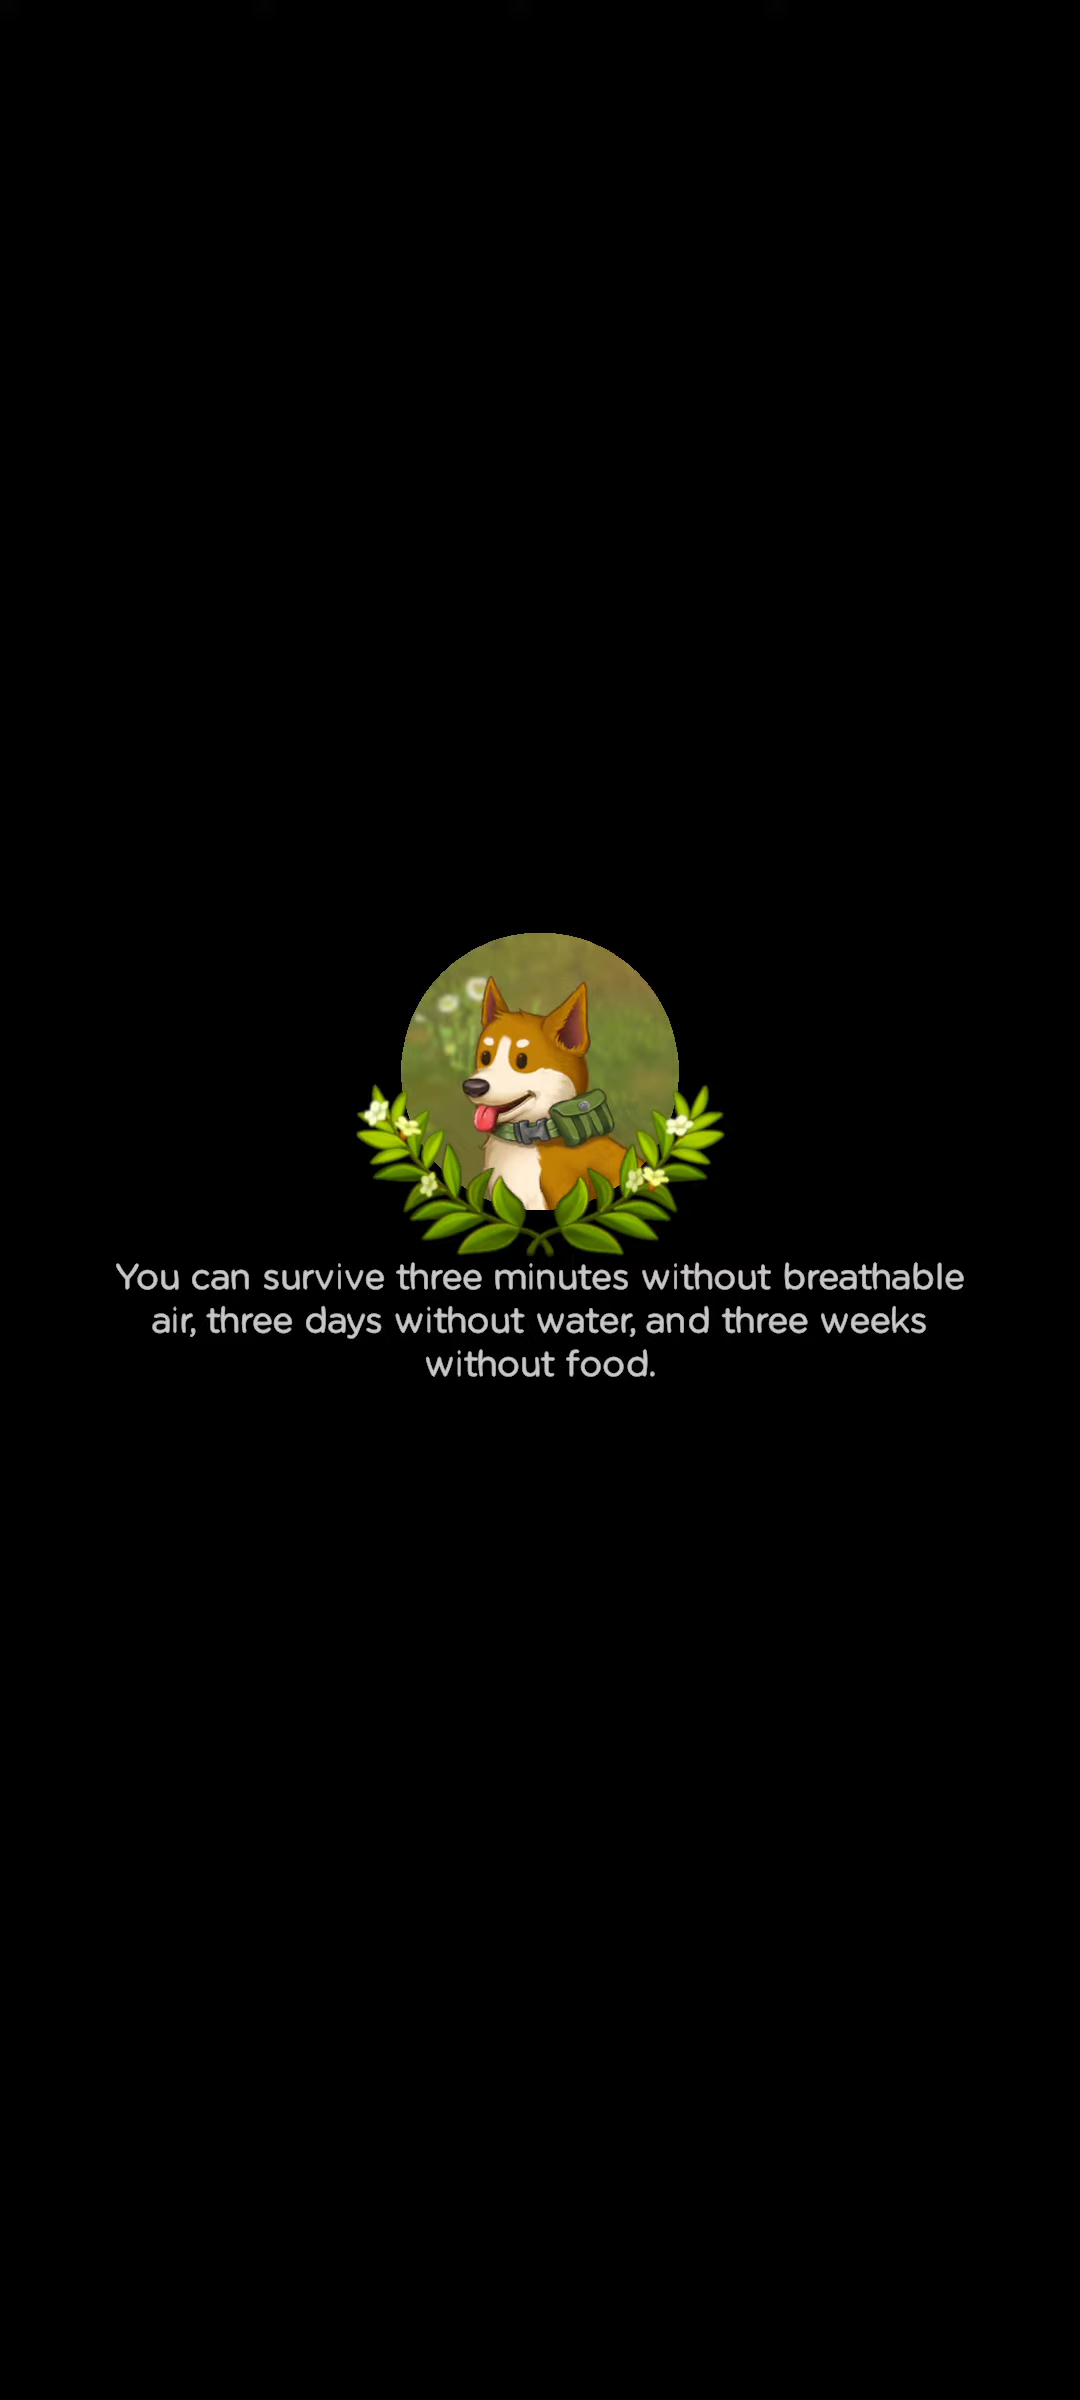 You can survive three minutes without breathable
air, three days without water, and three weeks
without food.